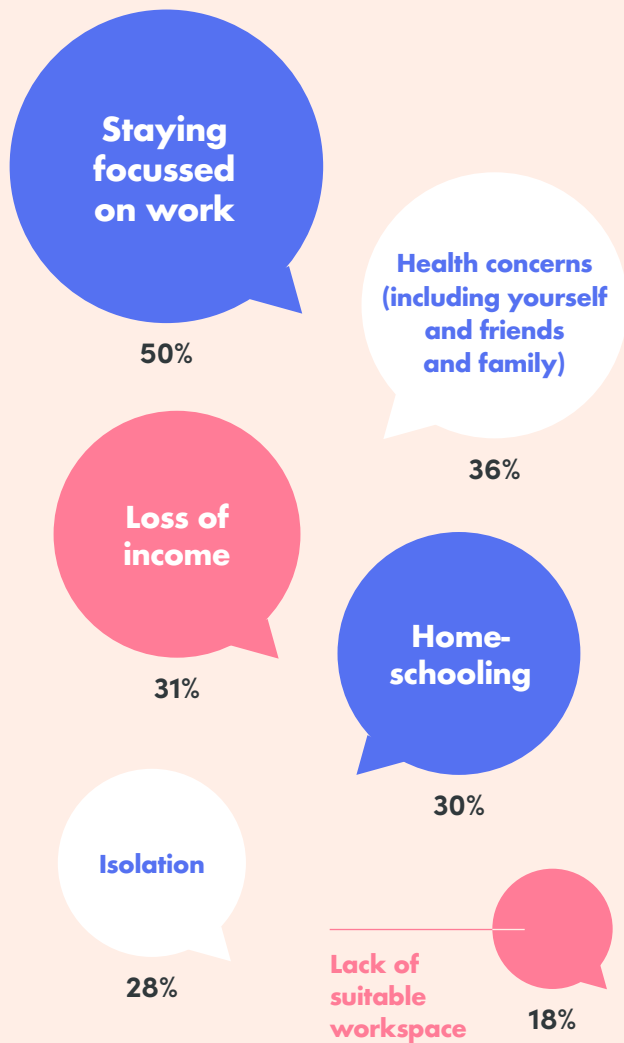 Staying
focussed
on work
50%
Health concerns
(including yourself
and friends
and family)
36%
Loss of
income
31%
Home-
schooling
30%
Isolation
28%
Lack of
suitable
workspace
18%